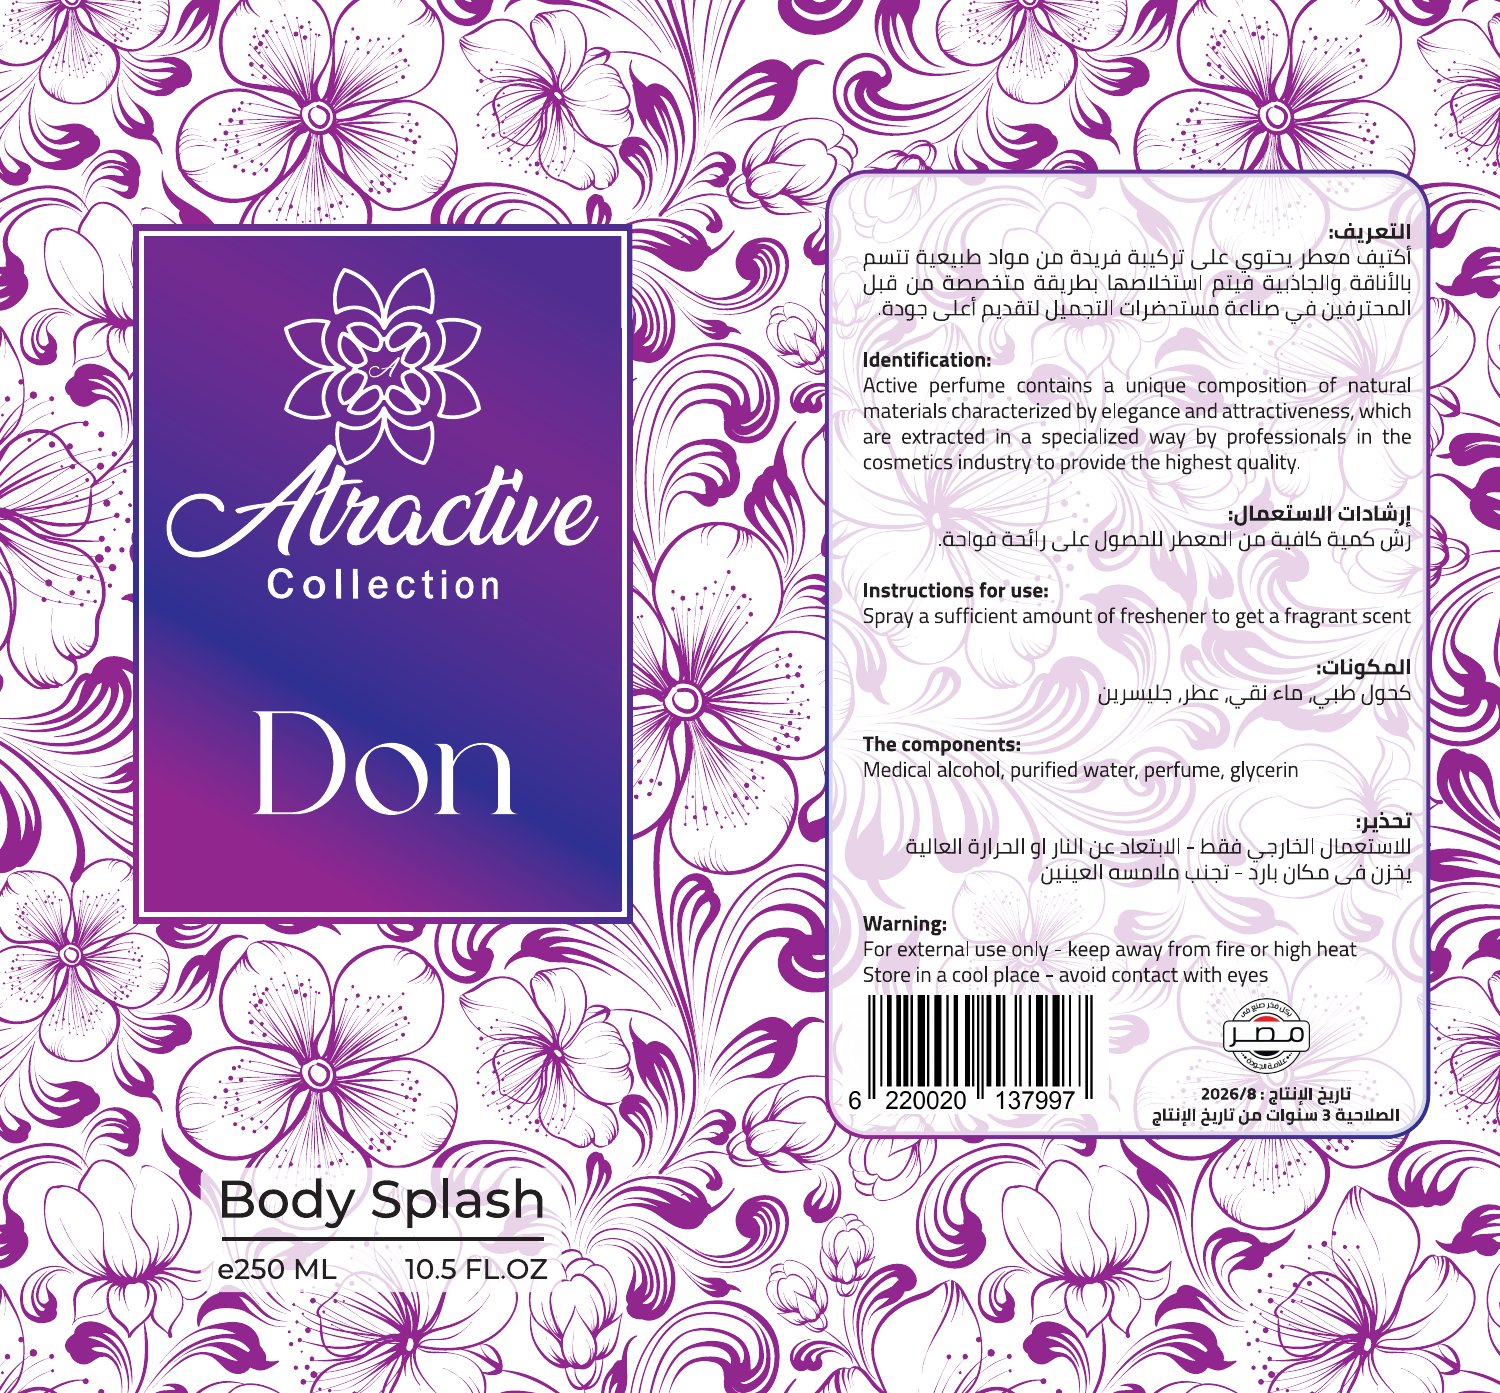 A
Atractive
Collection
Don
Body Splash
e250 ML 10.5 FL.OZ
التعريف:
أكتيف معطر يحتوي على تركيبة فريدة من مواد طبيعية تتسم
بالأناقة والجاذبية فيتم استخلاصها بطريقة متخصصة من قبل
المحترفين في صناعة مستحضرات التجميل لتقديم أعلى جودة.
Identification:
Active perfume contains a unique composition of natural
materials characterized by elegance and attractiveness, which
are extracted in a specialized way by professionals in the
cosmetics industry to provide the highest quality.
إرشادات الاستعمال:
رش كمية كافية من المعطر للحصول على رائحة فواحة.
Instructions for use:
Spray a sufficient amount of freshener to get a fragrant scent
المكونات:
كحول طبي, ماء نقي, عطر, جليسرين
The components:
Medical alcohol, purified water, perfume, glycerin
تحذير:
للاستعمال الخارجي فقط - الابتعاد عن النار او الحرارة العالية
يخزن فى مكان بارد - تجنب ملامسه العينين
Warning:
For external use only - keep away from fire or high heat
Store in a cool place - avoid contact with eyes
6 220020 137997
بكل فخر صنع فى
مصر
علامة الجودة
تاريخ الإنتاج : 2026/8
الصلاحية 3 سنوات من تاريخ الإنتاج